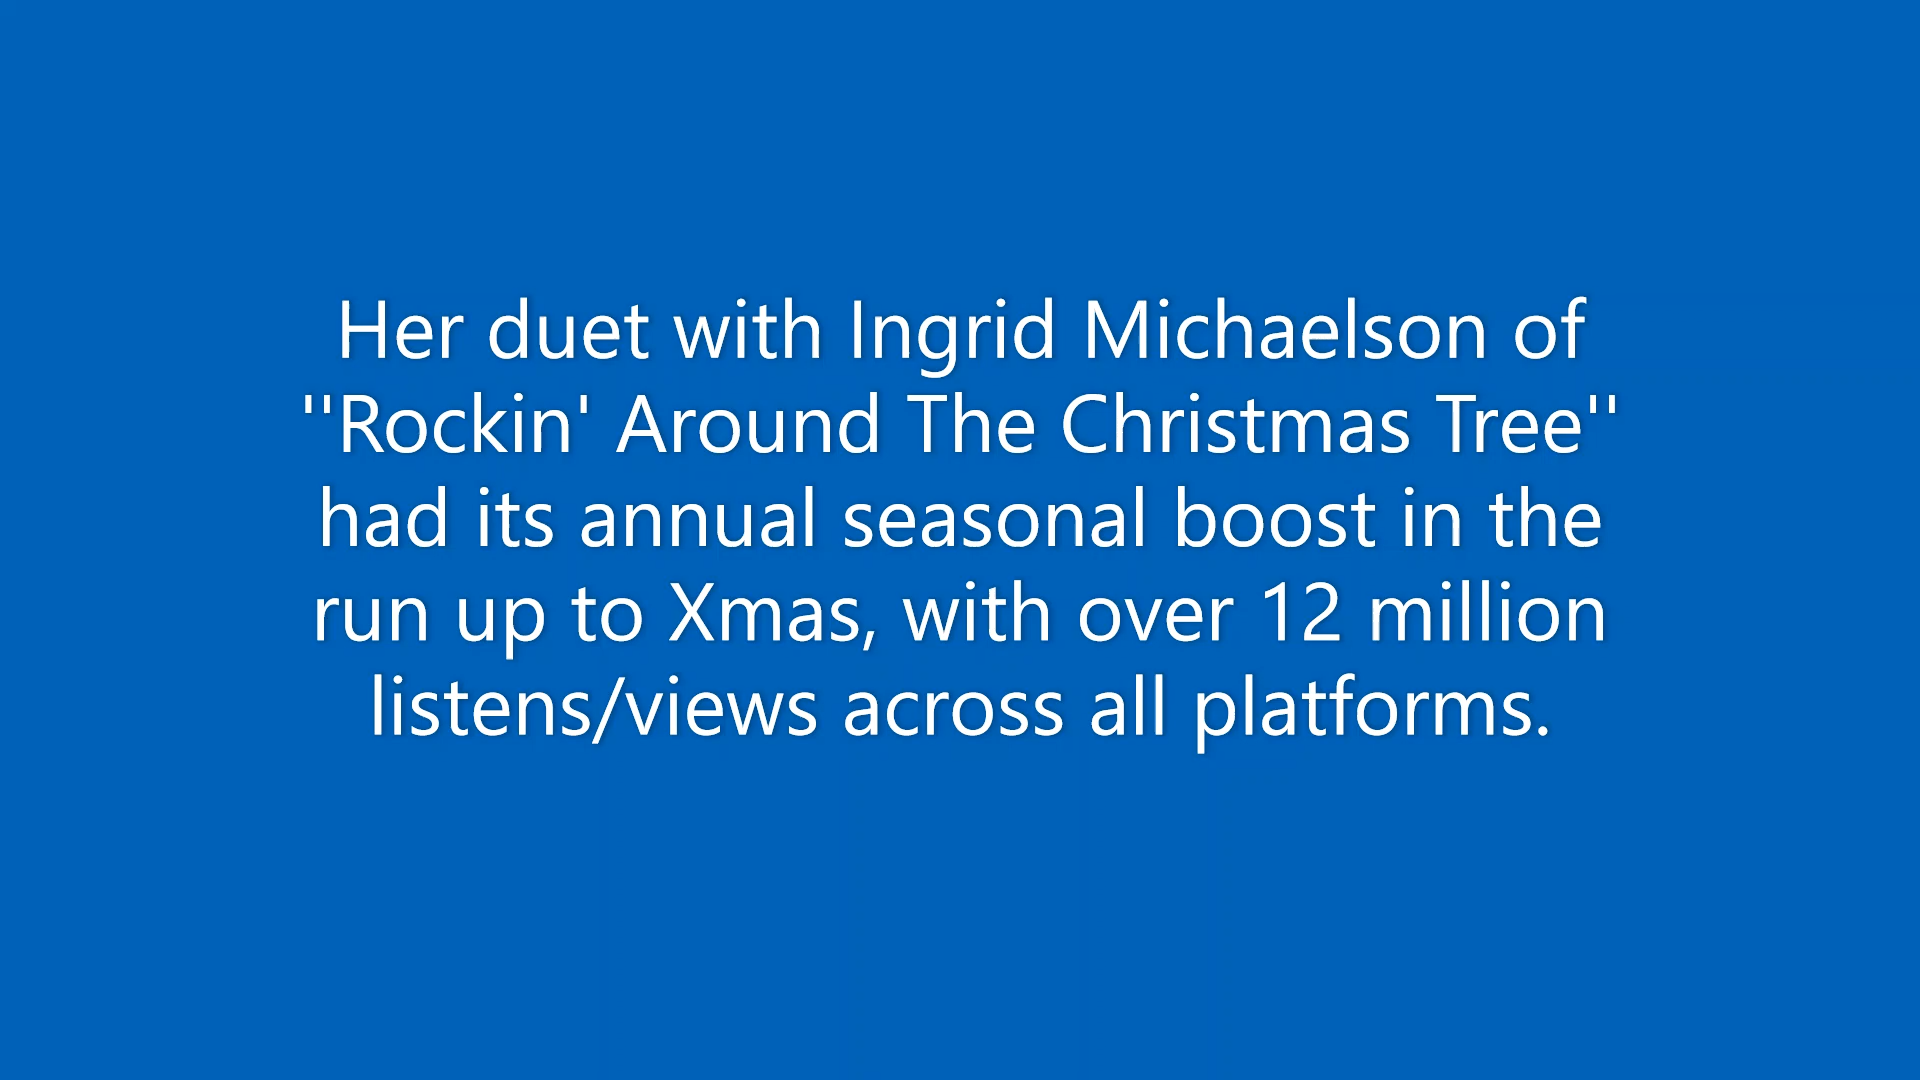 Her duet with Ingrid Michaelson of
''Rockin' Around The Christmas Tree''
had its annual seasonal boost in the
run up to Xmas, with over 12 million
listens/views across all platforms.